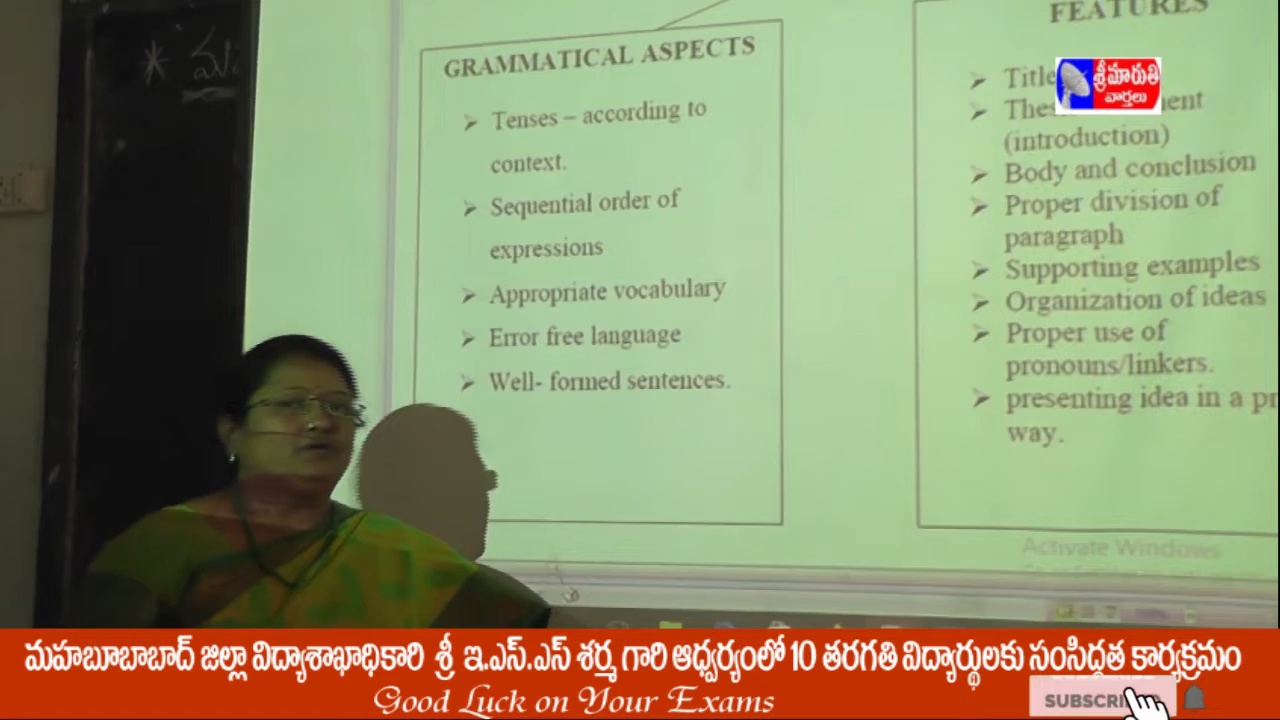 * మ
GRAMMATICAL ASPECTS
➢ Tenses – according to
context.
➢ Sequential order of
expressions
➢ Appropriate vocabulary
➢ Error free language
➢ Well- formed sentences.
FEATURES
➢ Title
➢
(introduction)
➢ Body and conclusion
➢ Proper division of
paragraph
➢ Supporting examples
➢ Organization of ideas
➢ Proper use of
pronouns/linkers.
➢ presenting idea in a
way.
శ్రీమారుతి
వార్తలు
Activate Windows
మహబూబాబాద్ జిల్లా విద్యాశాఖాధికారి శ్రీ ఇ.ఎస్.ఎస్ శర్మ గారి ఆధ్వర్యంలో 10 తరగతి విద్యార్థులకు సంసిద్ధత కార్యక్రమం
Good Luck on Your Exams
SUBSCRI